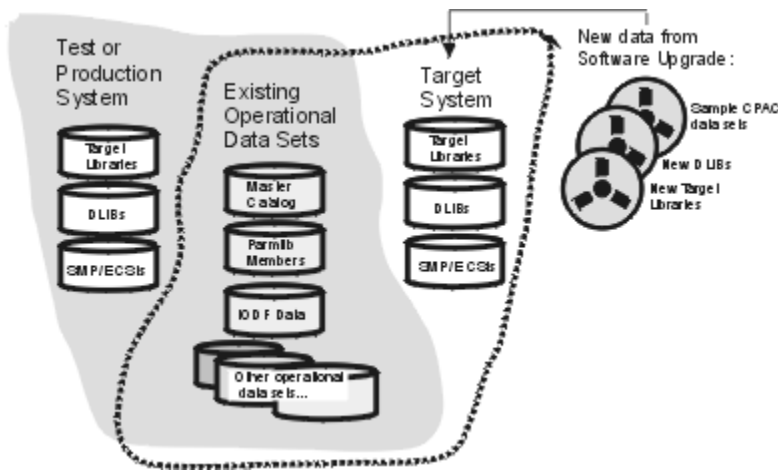 Test or
Production
System
Target
Libraries
DLIBs
SMP/ECSIs
Existing
Operational
Data Sets
Master
Catalog
Parmlib
Members
IODF Data
Other operational
data sets...
Target
System
Target
Libraries
DLIBs
SMP/ECSIs
New data from
Software Upgrade:
Sample CPAC
data sets
New DLIBs
New Target
Libraries